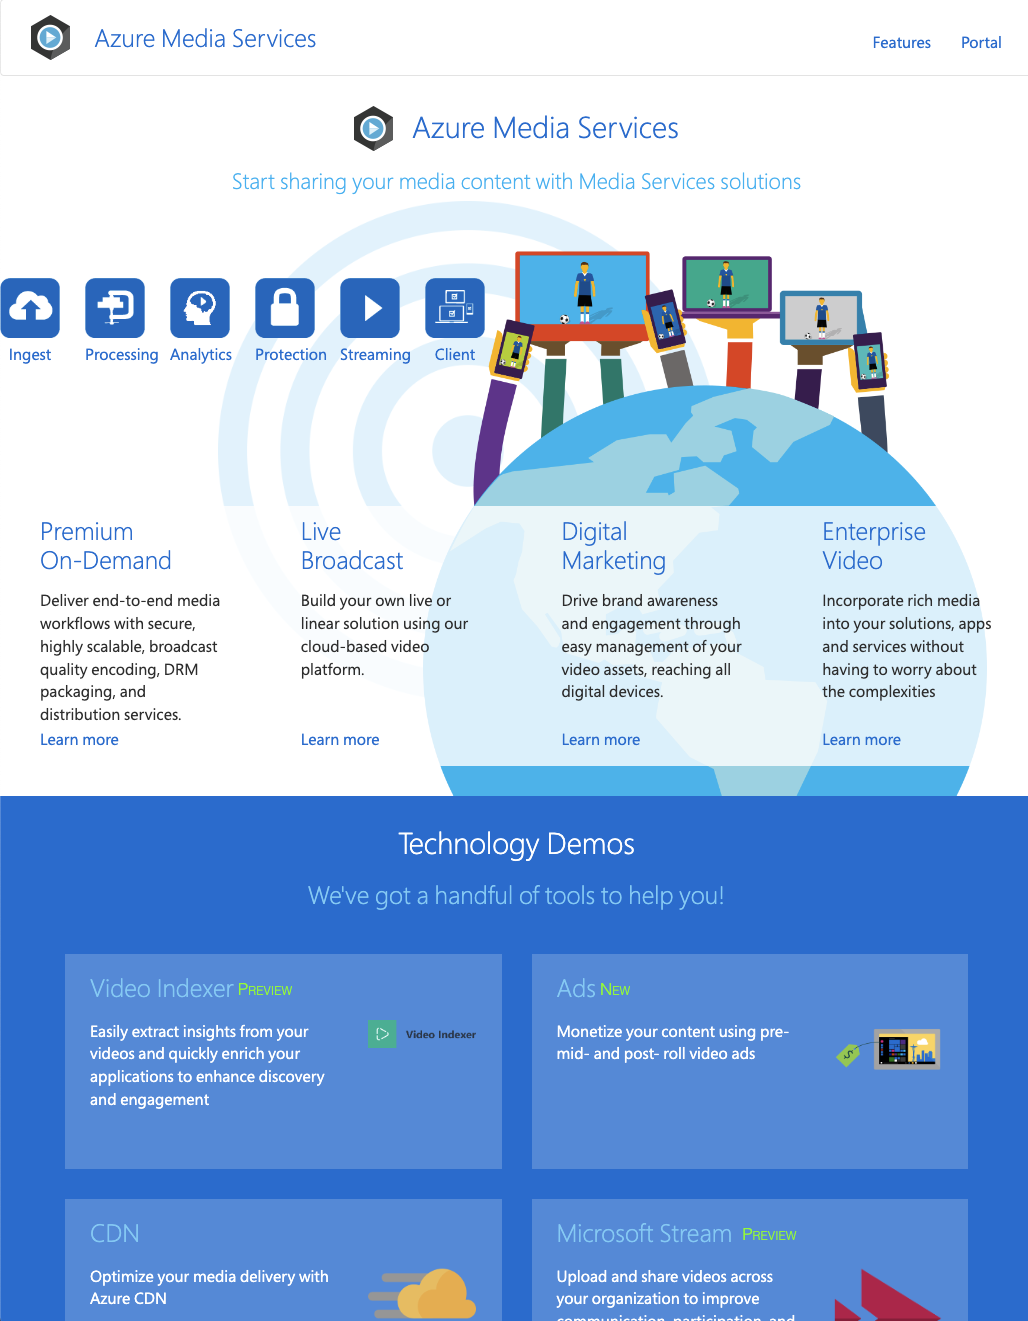 Azure Media Services
Features
Portal
Azure Media Services
Start sharing your media content with Media Services solutions
Ingest
Processing
Analytics
Protection
Streaming
Client
Premium
On-Demand
Deliver end-to-end media
workflows with secure,
highly scalable, broadcast
quality encoding, DRM
packaging, and
distribution services.
Learn more
Live
Broadcast
Build your own live or
linear solution using our
cloud-based video
platform.
Learn more
Digital
Marketing
Drive brand awareness
and engagement through
easy management of your
video assets, reaching all
digital devices.
Learn more
Enterprise
Video
Incorporate rich media
into your solutions, apps
and services without
having to worry about
the complexities
Learn more
Technology Demos
We've got a handful of tools to help you!
Video Indexer Preview
Easily extract insights from your
videos and quickly enrich your
applications to enhance discovery
and engagement
Video Indexer
Ads New
Monetize your content using pre-
mid- and post- roll video ads
$
CDN
Optimize your media delivery with
Azure CDN
Microsoft Stream Preview
Upload and share videos across
your organization to improve
communication, participation, and